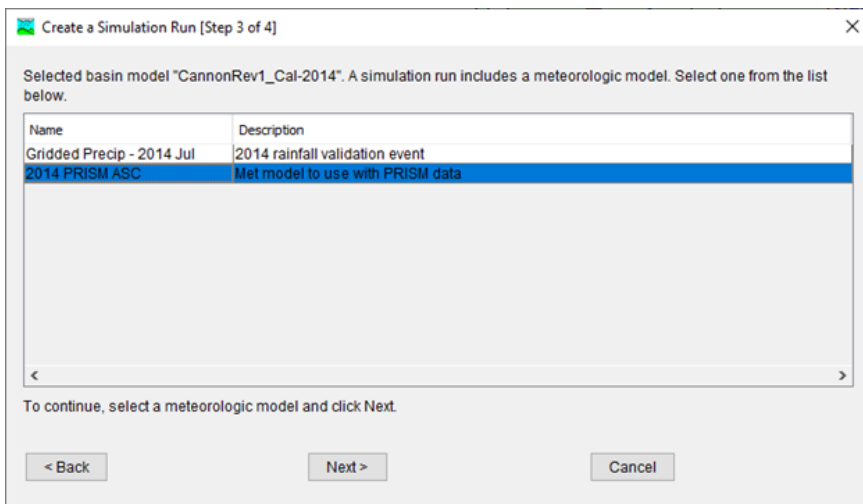 Create a Simulation Run [Step 3 of 4]
Selected basin model "CannonRev1_Cal-2014". A simulation run includes a meteorologic model. Select one from the list
below.
Name Description
Gridded Precip - 2014 Jul 2014 rainfall validation event
2014 PRISM ASC Met model to use with PRISM data
To continue, select a meteorologic model and click Next.
< Back Next > Cancel